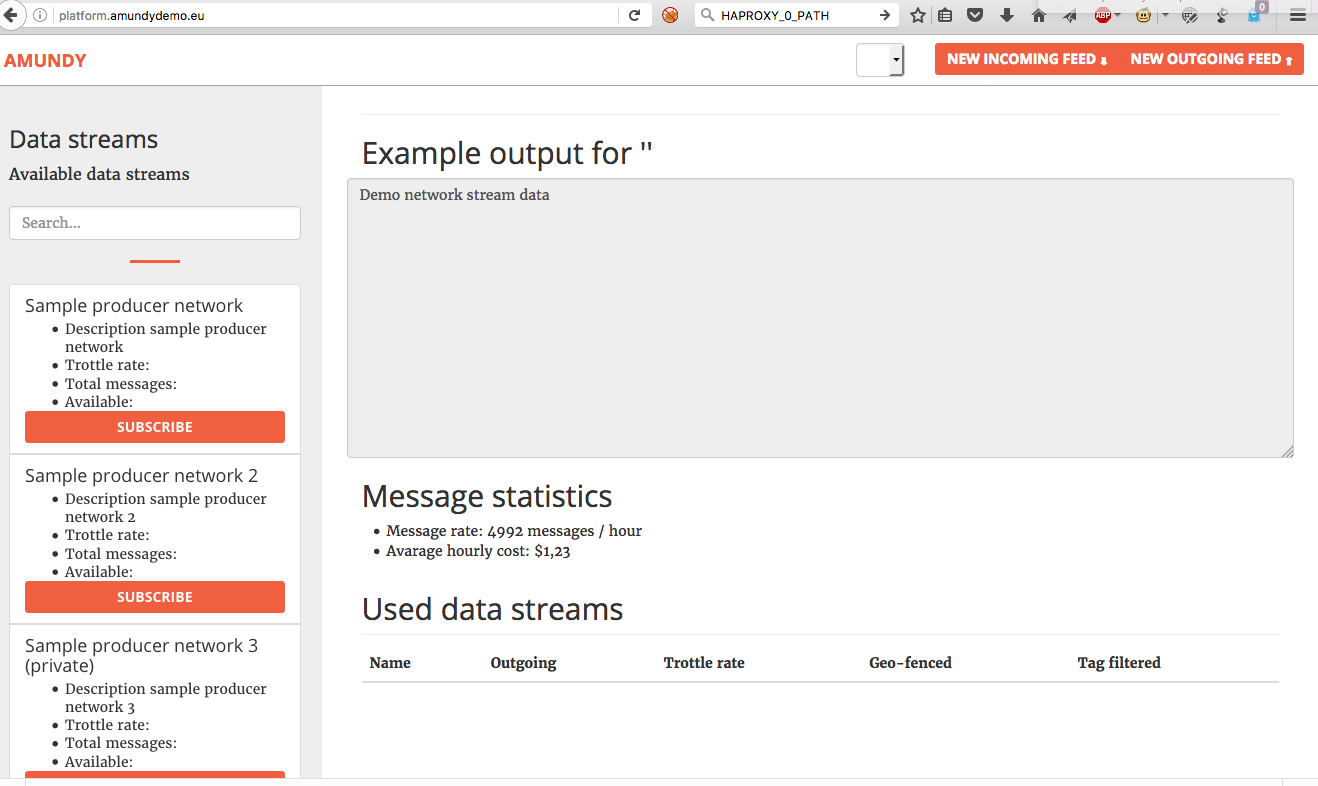 platform.amundydemo.eu
HAPROXY_0_PATH
ABP
0
AMUNDY
NEW INCOMING FEED
NEW OUTGOING FEED
Data streams
Available data streams
Search...
Sample producer network
Description sample producer
network
Trottle rate:
Total messages:
Available:
SUBSCRIBE
Sample producer network 2
Description sample producer
network 2
Trottle rate:
Total messages:
Available:
SUBSCRIBE
Sample producer network 3
(private)
Description sample producer
network 3
Trottle rate:
Total messages:
Available:
Example output for ''
Demo network stream data
Message statistics
Message rate: 4992 messages / hour
Avarage hourly cost: $1,23
Used data streams
Name Outgoing Trottle rate Geo-fenced Tag filtered